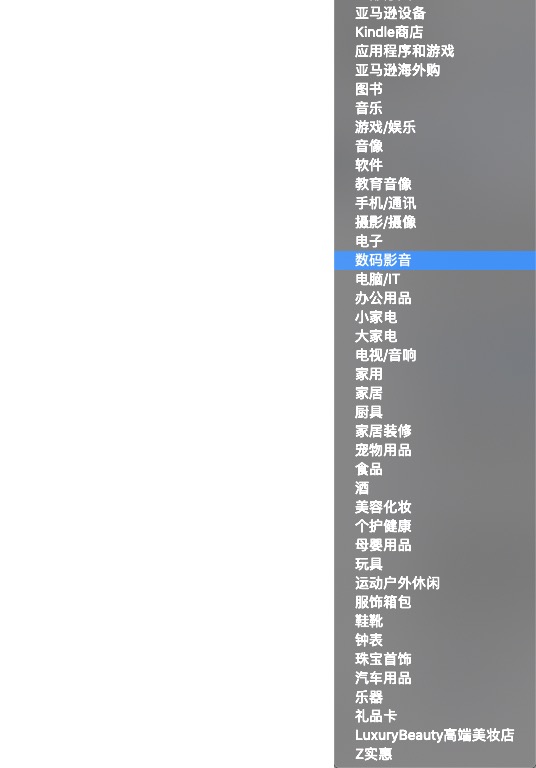 亚马逊设备
Kindle商店
应用程序和游戏
亚马逊海外购
图书
音乐
游戏/娱乐
音像
软件
教育音像
手机/通讯
摄影/摄像
电子
数码影音
电脑/IT
办公用品
小家电
大家电
电视/音响
家用
家居
厨具
家居装修
宠物用品
食品
酒
美容化妆
个护健康
母婴用品
玩具
运动户外休闲
服饰箱包
鞋靴
钟表
珠宝首饰
汽车用品
乐器
礼品卡
LuxuryBeauty高端美妆店
Z实惠